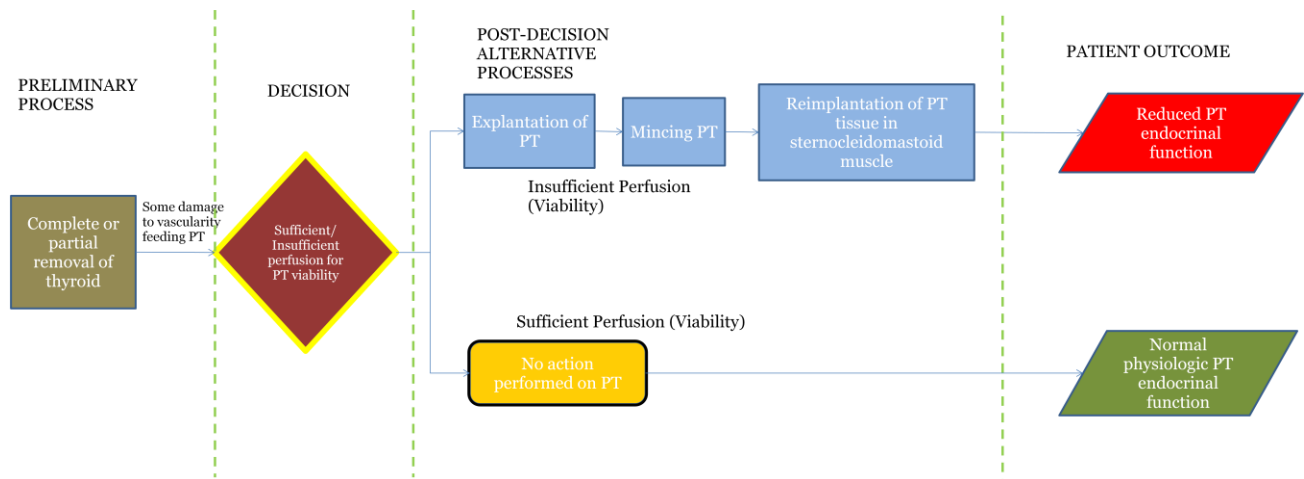 PRELIMINARY
PROCESS
DECISION
POST-DECISION
ALTERNATIVE
PROCESSES
PATIENT OUTCOME
Complete or
partial
removal of
thyroid
Some damage
to vascularity
feeding PT
Sufficient/
Insufficient
perfusion for
PT viability
Explantation of
PT
Mincing PT
Reimplantation of PT
tissue in
sternocleidomastoid
muscle
Insufficient Perfusion
(Viability)
Reduced PT
endocrinal
function
Sufficient Perfusion (Viability)
No action
performed on PT
Normal
physiologic PT
endocrinal
function